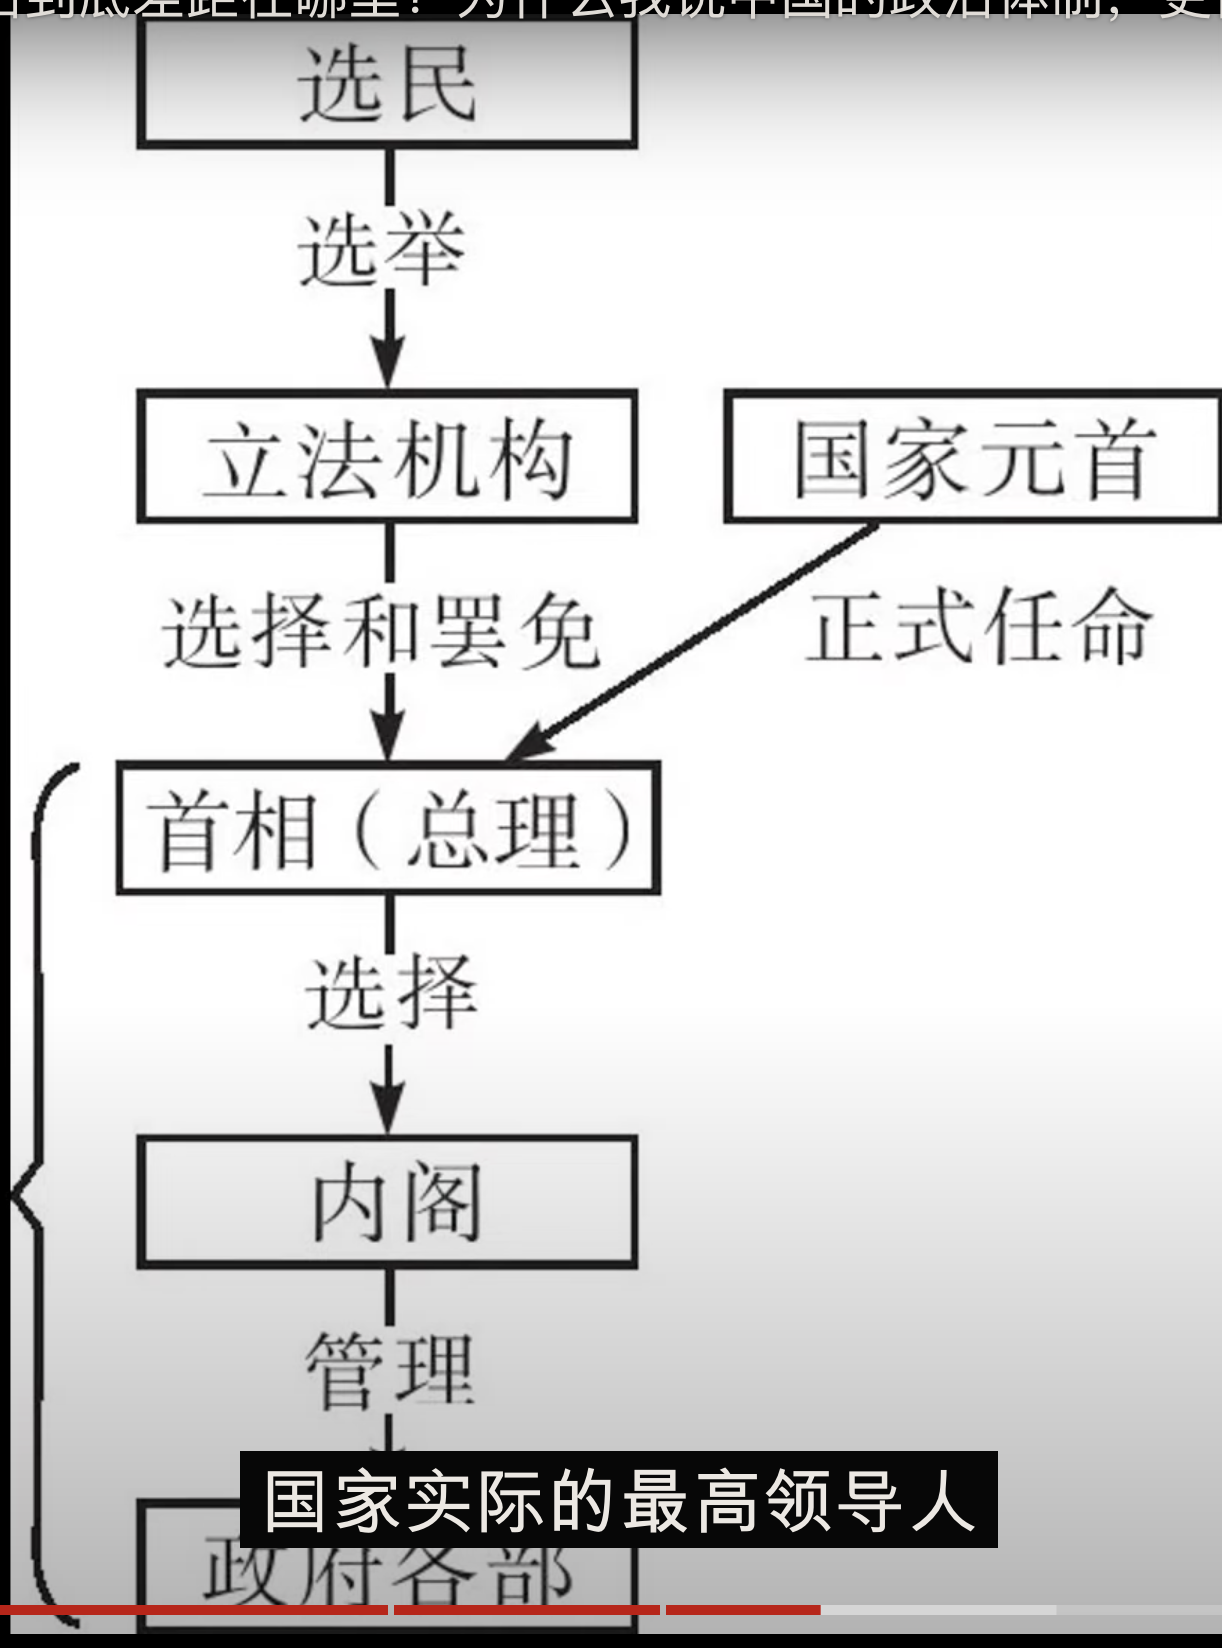 到底差距在哪里？为什么我说中国的政治体制，更
选民
选举
立法机构
国家元首
选择和罢免
正式任命
首相（总理）
选择
内阁
管理
国家实际的最高领导人
政府各部